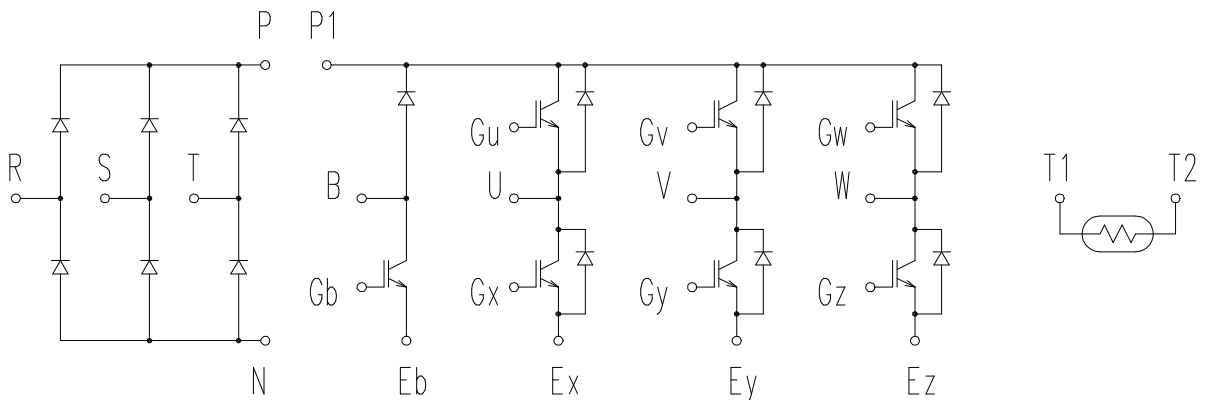 P P1
Gu Gv Gw
R S T B U V W T1 T2
Gb Gx Gy Gz
N Eb Ex Ey Ez